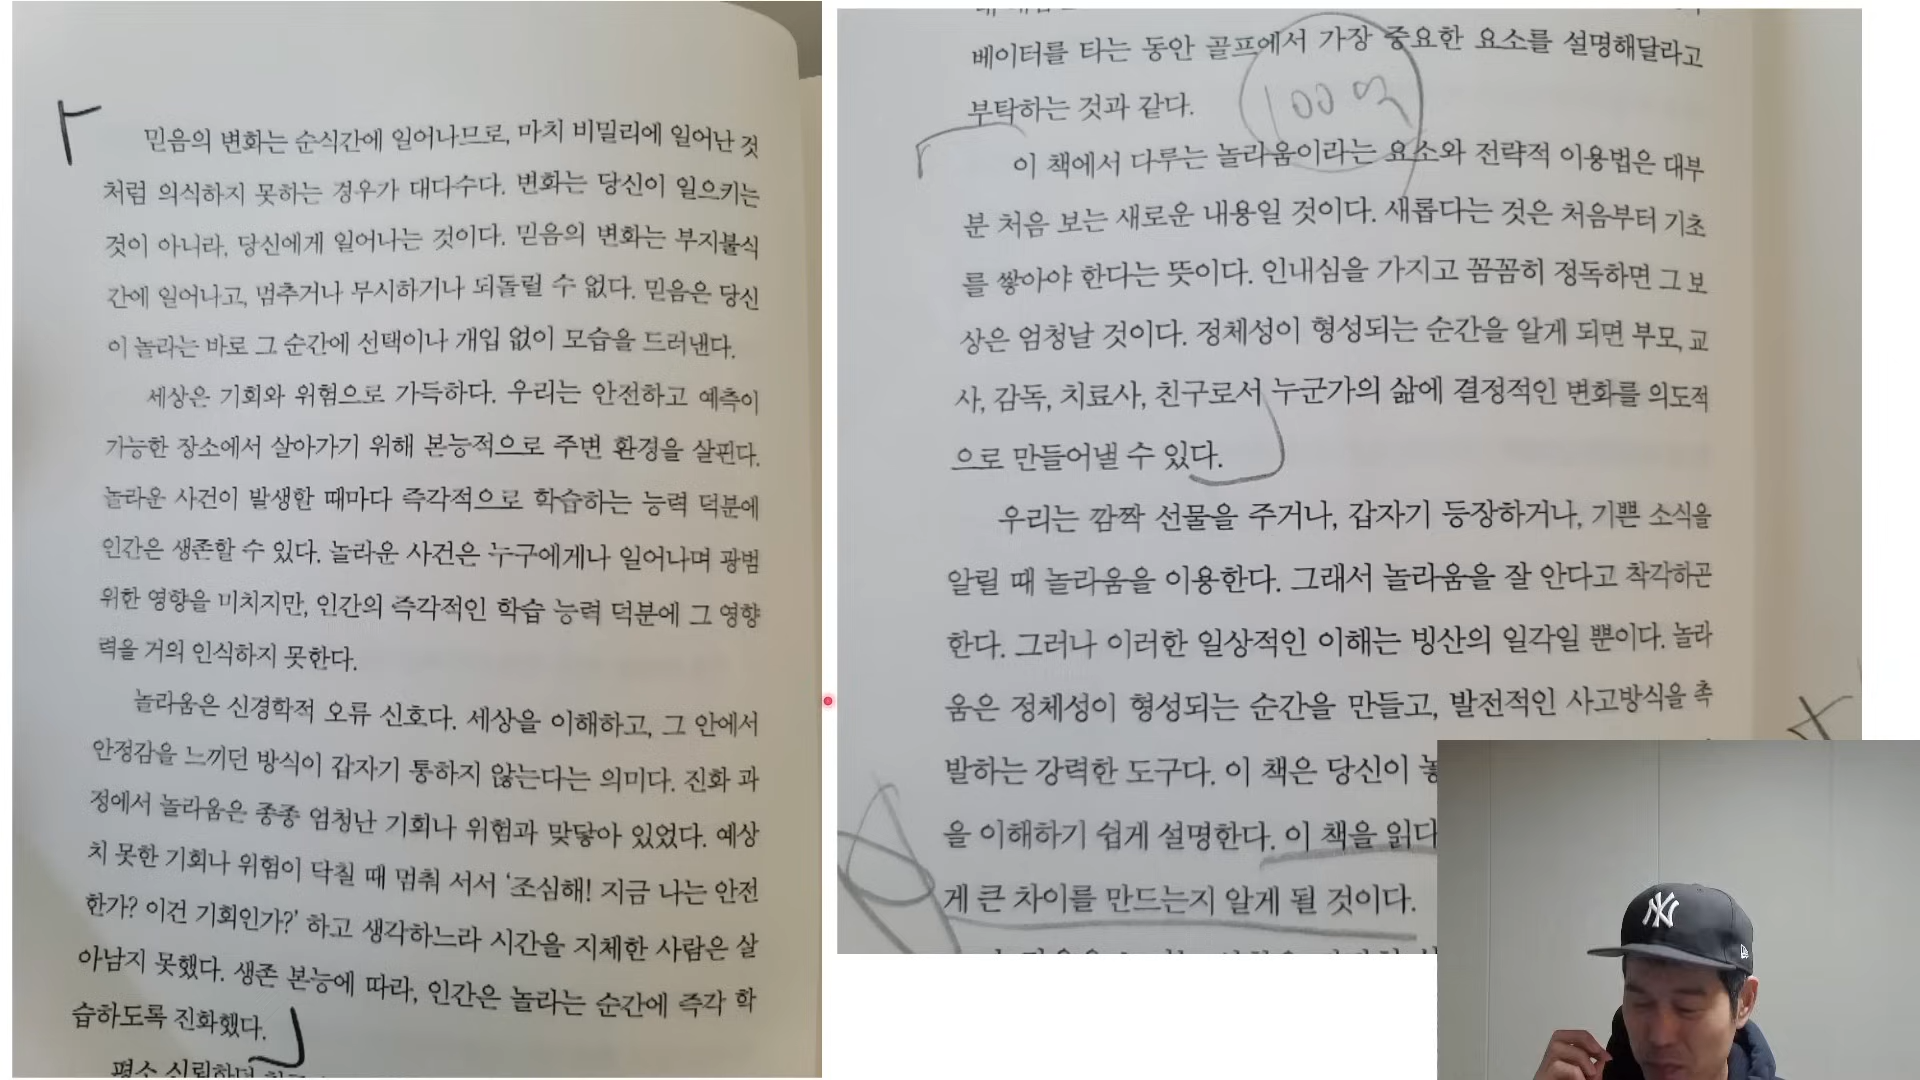 믿음의 변화는 순식간에 일어나므로, 마치 비밀리에 일어난 것
처럼 의식하지 못하는 경우가 대다수다. 변화는 당신이 일으키는
것이 아니라, 당신에게 일어나는 것이다. 믿음의 변화는 부지불식
간에 일어나고, 멈추거나 무시하거나 되돌릴 수 없다. 믿음은 당신
이 놀라는 바로 그 순간에 선택이나 개입 없이 모습을 드러낸다.
세상은 기회와 위험으로 가득하다. 우리는 안전하고 예측이
가능한 장소에서 살아가기 위해 본능적으로 주변 환경을 살핀다.
놀라운 사건이 발생한 때마다 즉각적으로 학습하는 능력 덕분에
인간은 생존할 수 있다. 놀라운 사건은 누구에게나 일어나며 광범
위한 영향을 미치지만, 인간의 즉각적인 학습 능력 덕분에 그 영향
력을 거의 인식하지 못한다.
놀라움은 신경학적 오류 신호다. 세상을 이해하고, 그 안에서
안정감을 느끼던 방식이 갑자기 통하지 않는다는 의미다. 진화 과
정에서 놀라움은 종종 엄청난 기회나 위험과 맞닿아 있었다. 예상
치 못한 기회나 위험이 닥칠 때 멈춰 서서 ‘조심해! 지금 나는 안전
한가? 이건 기회인가?’ 하고 생각하느라 시간을 지체한 사람은 살
아남지 못했다. 생존 본능에 따라, 인간은 놀라는 순간에 즉각 학
습하도록 진화했다.
평소 신뢰하던
베이터를 타는 동안 골프에서 가장 중요한 요소를 설명해달라고
부탁하는 것과 같다.
100억
이 책에서 다루는 놀라움이라는 요소와 전략적 이용법은 대부
분 처음 보는 새로운 내용일 것이다. 새롭다는 것은 처음부터 기초
를 쌓아야 한다는 뜻이다. 인내심을 가지고 꼼꼼히 정독하면 그 보
상은 엄청날 것이다. 정체성이 형성되는 순간을 알게 되면 부모, 교
사, 감독, 치료사, 친구로서 누군가의 삶에 결정적인 변화를 의도적
으로 만들어낼 수 있다.
우리는 깜짝 선물을 주거나, 갑자기 등장하거나, 기쁜 소식을
알릴 때 놀라움을 이용한다. 그래서 놀라움을 잘 안다고 착각하곤
한다. 그러나 이러한 일상적인 이해는 빙산의 일각일 뿐이다. 놀라
움은 정체성이 형성되는 순간을 만들고, 발전적인 사고방식을 촉
발하는 강력한 도구다. 이 책은 당신이 놓
을 이해하기 쉽게 설명한다. 이 책을 읽다
게 큰 차이를 만드는지 알게 될 것이다.
NY